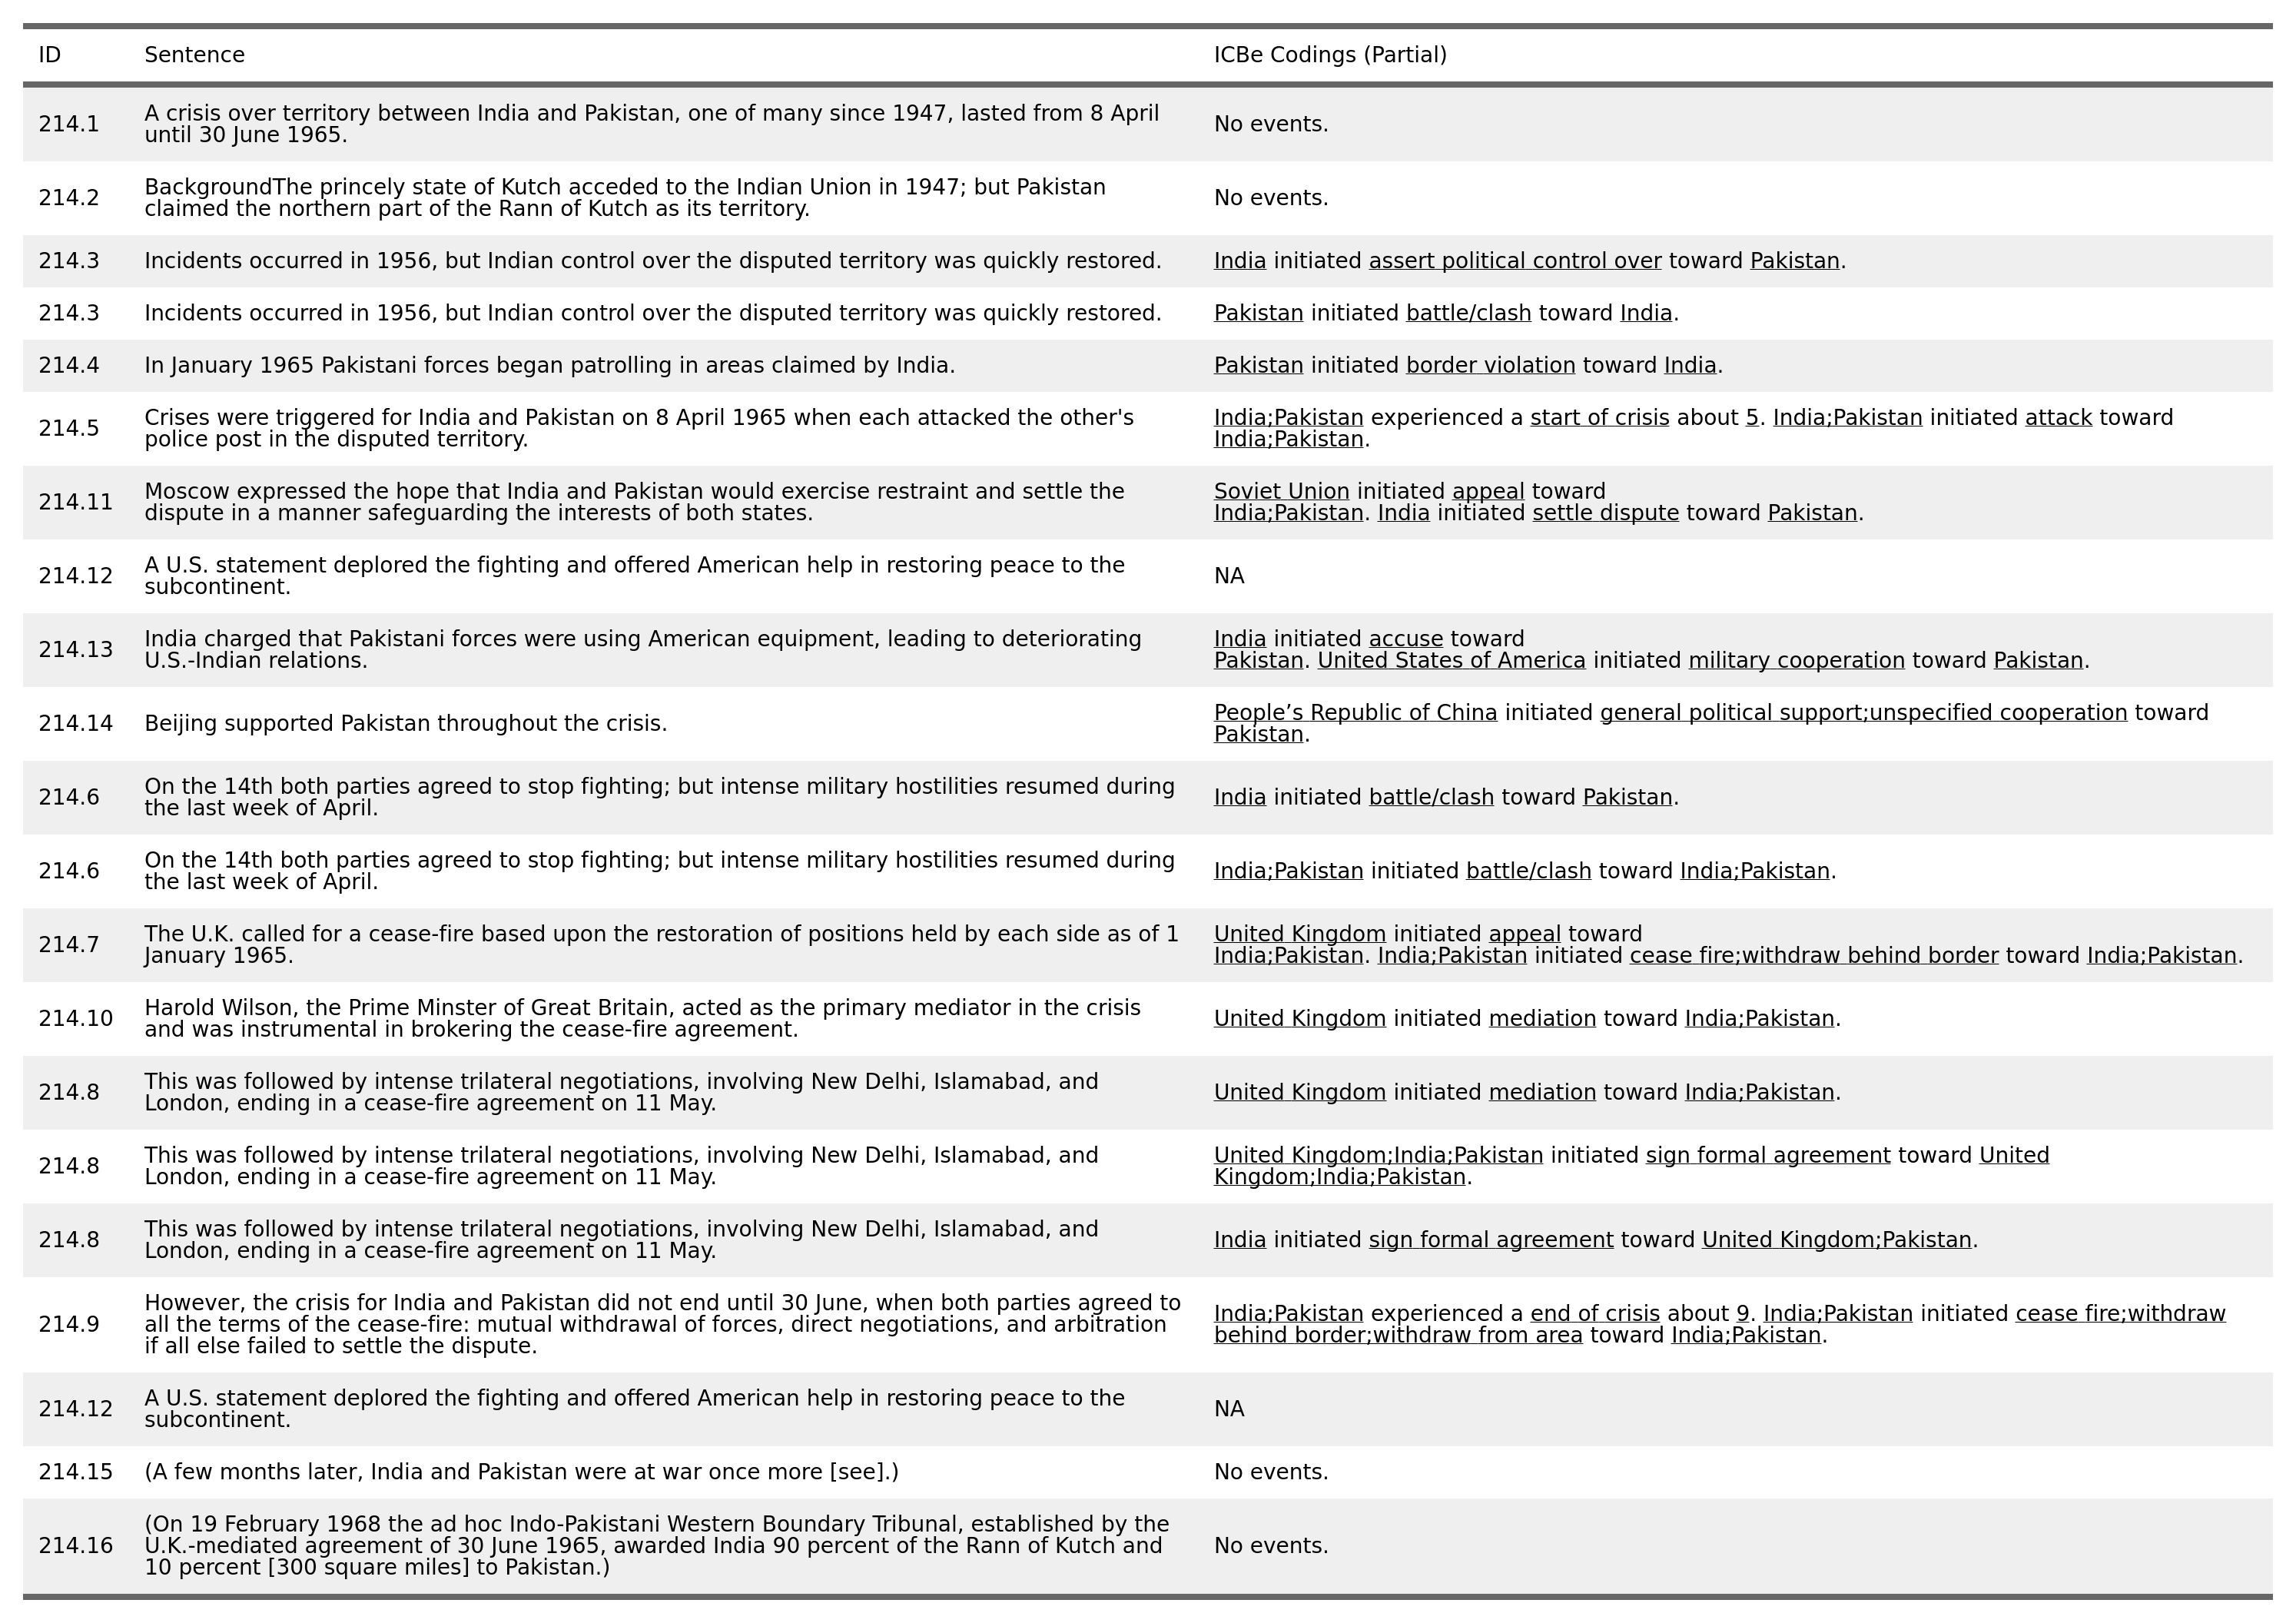 ID Sentence ICBe Codings (Partial)
214.1 A crisis over territory between India and Pakistan, one of many since 1947, lasted from 8 April
until 30 June 1965. No events.
214.2 BackgroundThe princely state of Kutch acceded to the Indian Union in 1947; but Pakistan
claimed the northern part of the Rann of Kutch as its territory. No events.
214.3 Incidents occurred in 1956, but Indian control over the disputed territory was quickly restored. India initiated assert political control over toward Pakistan.
214.3 Incidents occurred in 1956, but Indian control over the disputed territory was quickly restored. Pakistan initiated battle/clash toward India.
214.4 In January 1965 Pakistani forces began patrolling in areas claimed by India. Pakistan initiated border violation toward India.
214.5 Crises were triggered for India and Pakistan on 8 April 1965 when each attacked the other's
police post in the disputed territory.
India;Pakistan experienced a start of crisis about 5. India;Pakistan initiated attack toward
India;Pakistan.
214.11 Moscow expressed the hope that India and Pakistan would exercise restraint and settle the
dispute in a manner safeguarding the interests of both states.
Soviet Union initiated appeal toward
India;Pakistan. India initiated settle dispute toward Pakistan.
214.12 A U.S. statement deplored the fighting and offered American help in restoring peace to the
subcontinent. NA
214.13 India charged that Pakistani forces were using American equipment, leading to deteriorating
U.S.-Indian relations.
India initiated accuse toward
Pakistan. United States of America initiated military cooperation toward Pakistan.
214.14 Beijing supported Pakistan throughout the crisis.
People’s Republic of China initiated general political support;unspecified cooperation toward
Pakistan.
214.6 On the 14th both parties agreed to stop fighting; but intense military hostilities resumed during
the last week of April. India initiated battle/clash toward Pakistan.
214.6 On the 14th both parties agreed to stop fighting; but intense military hostilities resumed during
the last week of April. India;Pakistan initiated battle/clash toward India;Pakistan.
214.7 The U.K. called for a cease-fire based upon the restoration of positions held by each side as of 1
January 1965.
United Kingdom initiated appeal toward
India;Pakistan. India;Pakistan initiated cease fire;withdraw behind border toward India;Pakistan.
214.10 Harold Wilson, the Prime Minster of Great Britain, acted as the primary mediator in the crisis
and was instrumental in brokering the cease-fire agreement. United Kingdom initiated mediation toward India;Pakistan.
214.8 This was followed by intense trilateral negotiations, involving New Delhi, Islamabad, and
London, ending in a cease-fire agreement on 11 May. United Kingdom initiated mediation toward India;Pakistan.
214.8 This was followed by intense trilateral negotiations, involving New Delhi, Islamabad, and
London, ending in a cease-fire agreement on 11 May.
United Kingdom;India;Pakistan initiated sign formal agreement toward United
Kingdom;India;Pakistan.
214.8 This was followed by intense trilateral negotiations, involving New Delhi, Islamabad, and
London, ending in a cease-fire agreement on 11 May. India initiated sign formal agreement toward United Kingdom;Pakistan.
214.9 However, the crisis for India and Pakistan did not end until 30 June, when both parties agreed to
all the terms of the cease-fire: mutual withdrawal of forces, direct negotiations, and arbitration
if all else failed to settle the dispute.
India;Pakistan experienced a end of crisis about 9. India;Pakistan initiated cease fire;withdraw
behind border;withdraw from area toward India;Pakistan.
214.12 A U.S. statement deplored the fighting and offered American help in restoring peace to the
subcontinent. NA
214.15 (A few months later, India and Pakistan were at war once more [see].) No events.
214.16 (On 19 February 1968 the ad hoc Indo-Pakistani Western Boundary Tribunal, established by the
U.K.-mediated agreement of 30 June 1965, awarded India 90 percent of the Rann of Kutch and
10 percent [300 square miles] to Pakistan.) No events.